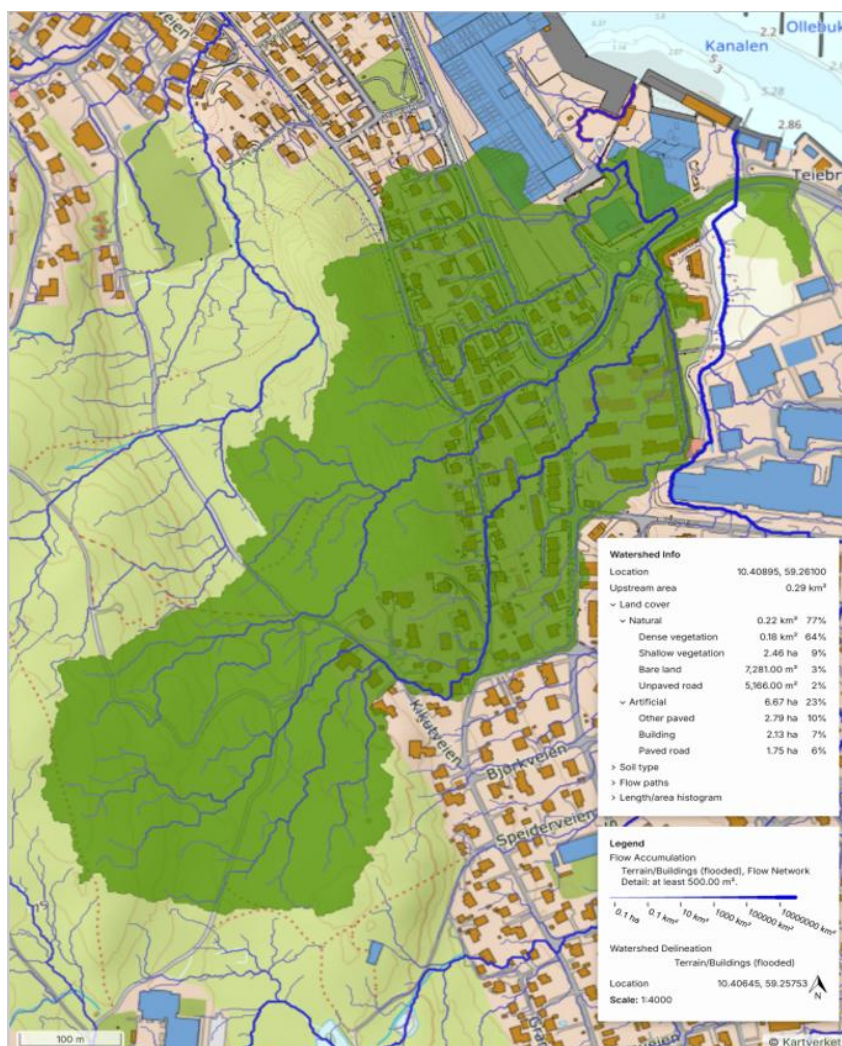 veien
Ollebuk
Kanalen
2.2
5.3
5.28
2.86
Teiebr
Kikutveien
Bjørkveien
Speiderveien
Watershed Info
Location 10.40895, 59.26100
Upstream area 0.29 km²
Land cover
Natural 0.22 km² 77%
Dense vegetation 0.18 km² 64%
Shallow vegetation 2.46 ha 9%
Bare land 7,281.00 m² 3%
Unpaved road 5,166.00 m² 2%
Artificial 6.67 ha 23%
Other paved 2.79 ha 10%
Building 2.13 ha 7%
Paved road 1.75 ha 6%
> Soil type
> Flow paths
> Length/area histogram
Legend
Flow Accumulation
Terrain/Buildings (flooded), Flow Network
Detail: at least 500.00 m².
0.1 ha 0.1 km² 10 km² 1000 km² 100000 km² 10000000 km²
Watershed Delineation
Terrain/Buildings (flooded)
Location 10.40645, 59.25753
N
Scale: 1:4000
100 m
© Kartverket